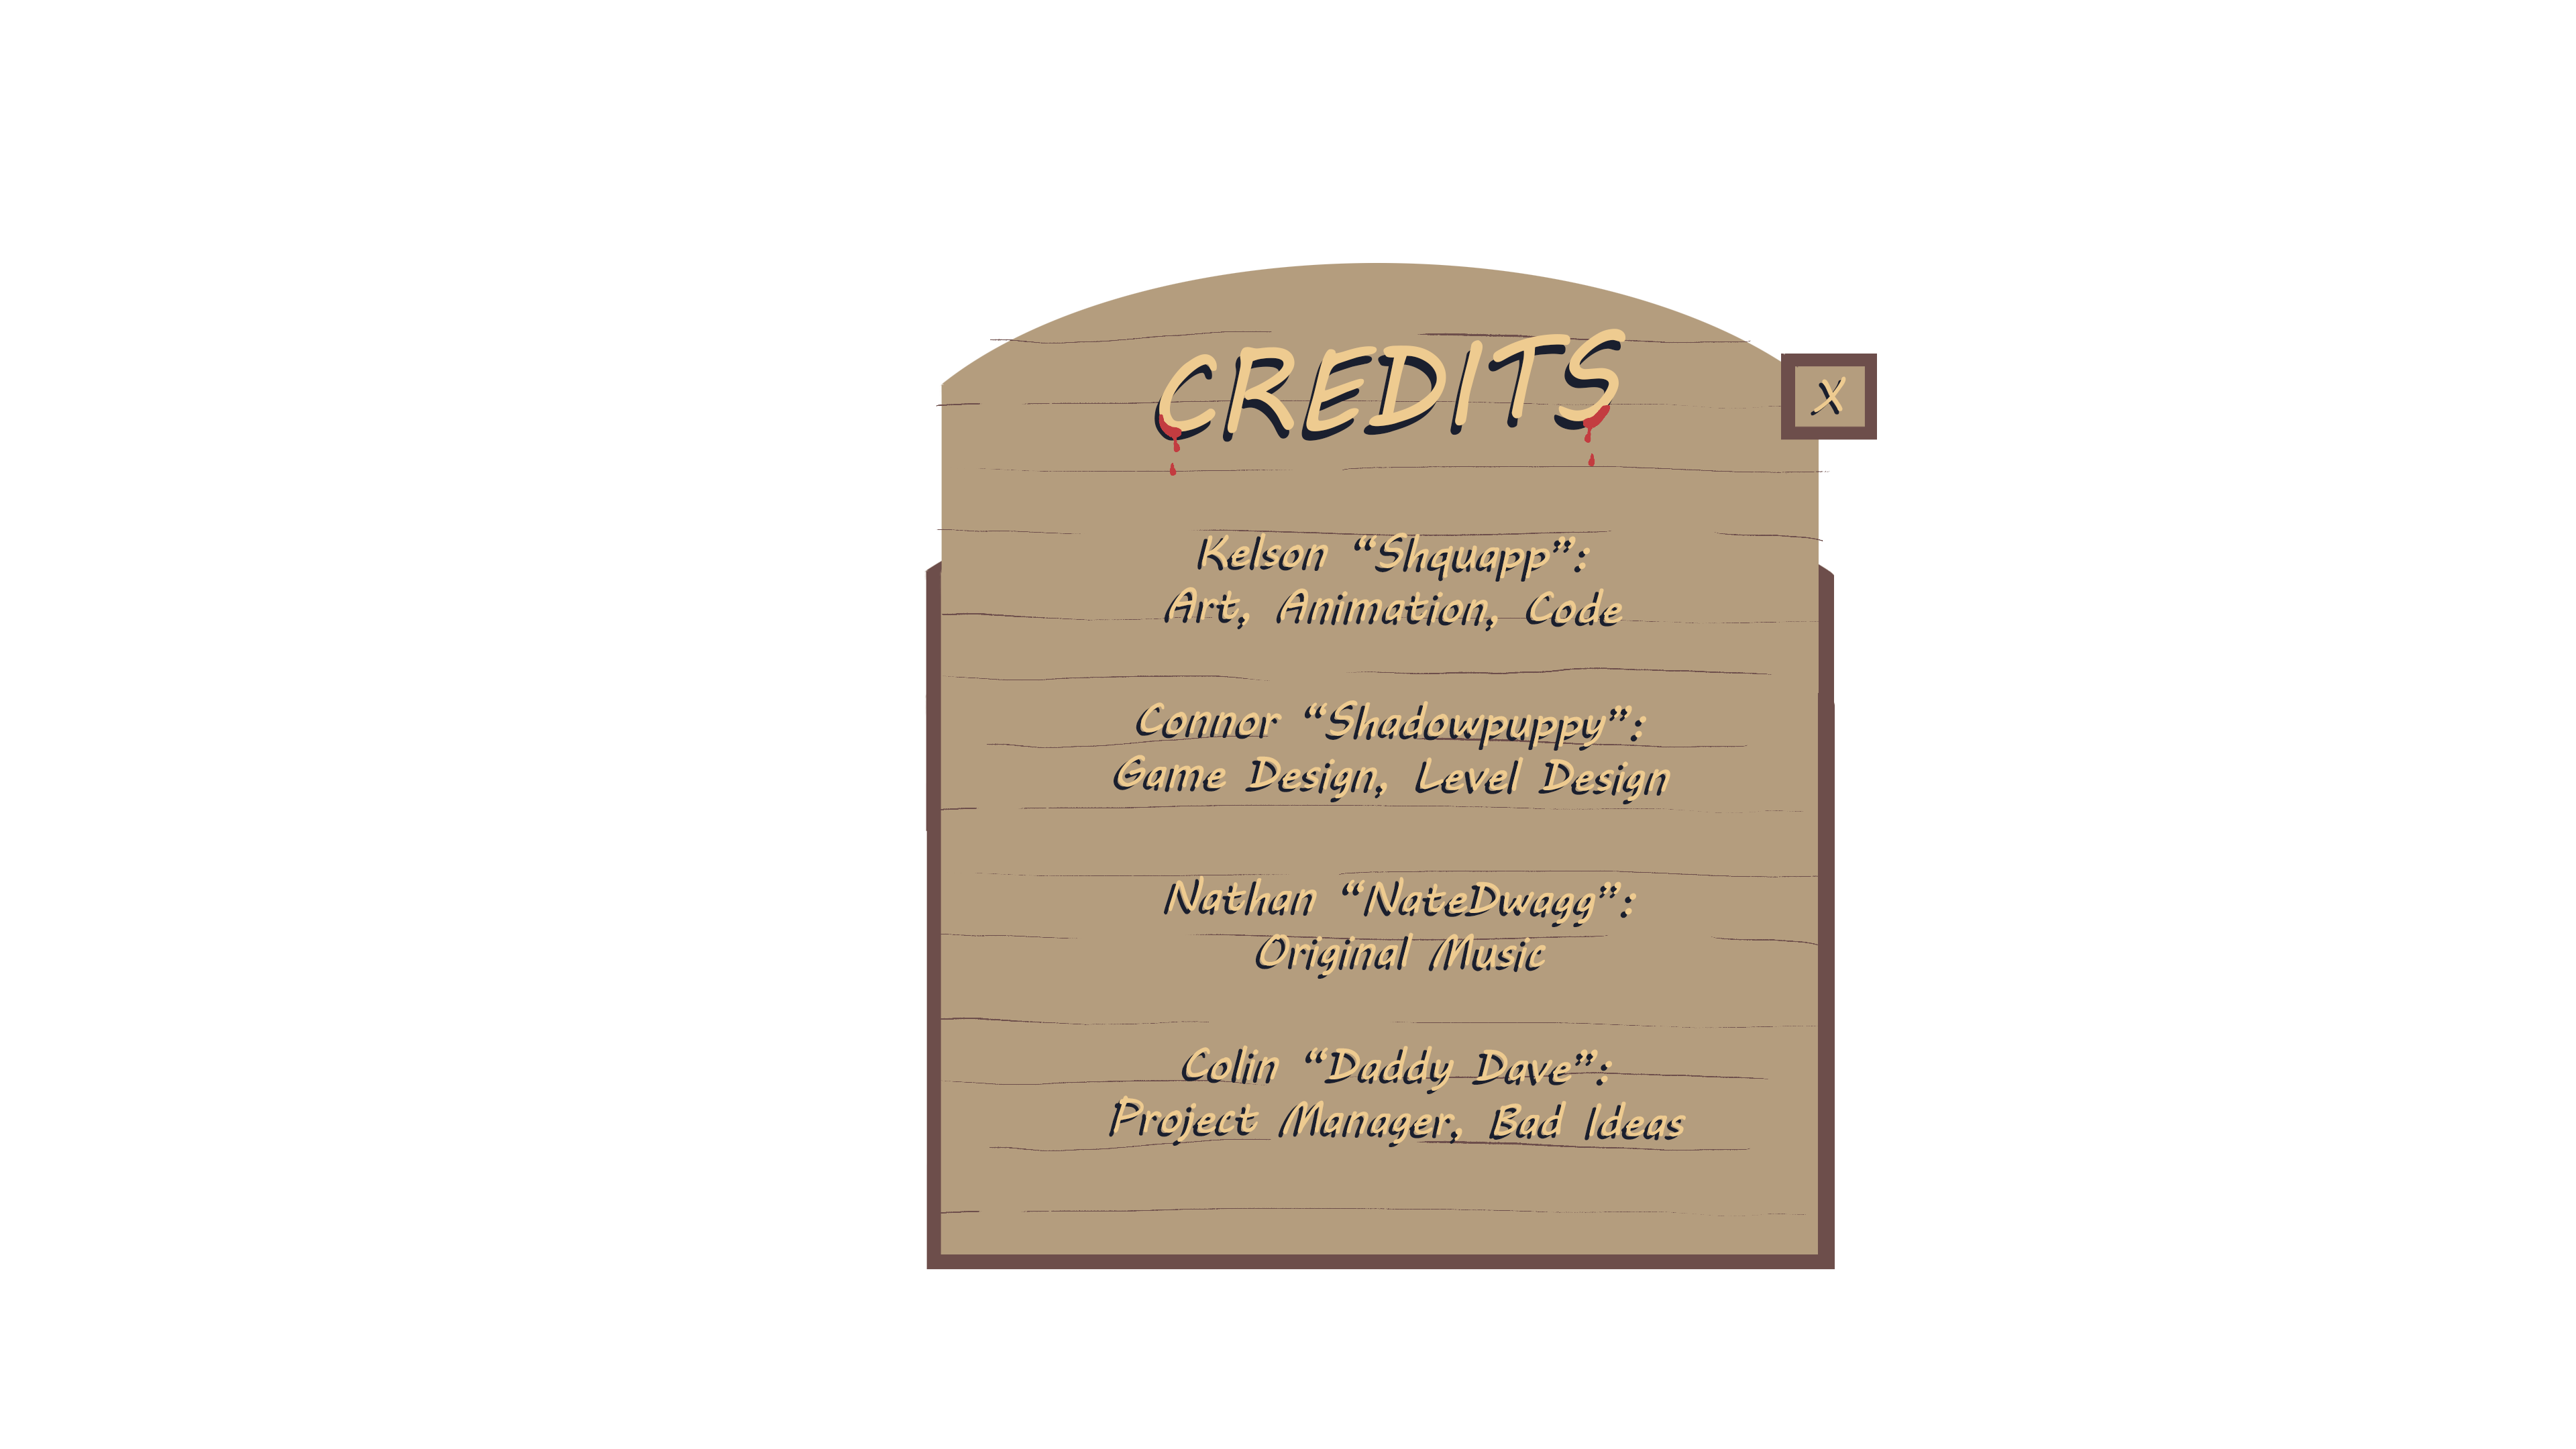 CREDITS
X
Kelson “Shquapp”:
Art, Animation, Code
Connor “Shadowpuppy”:
Game Design, Level Design
Nathan “NateDwagg”:
Original Music
Colin “Daddy Dave”:
Project Manager, Bad Ideas